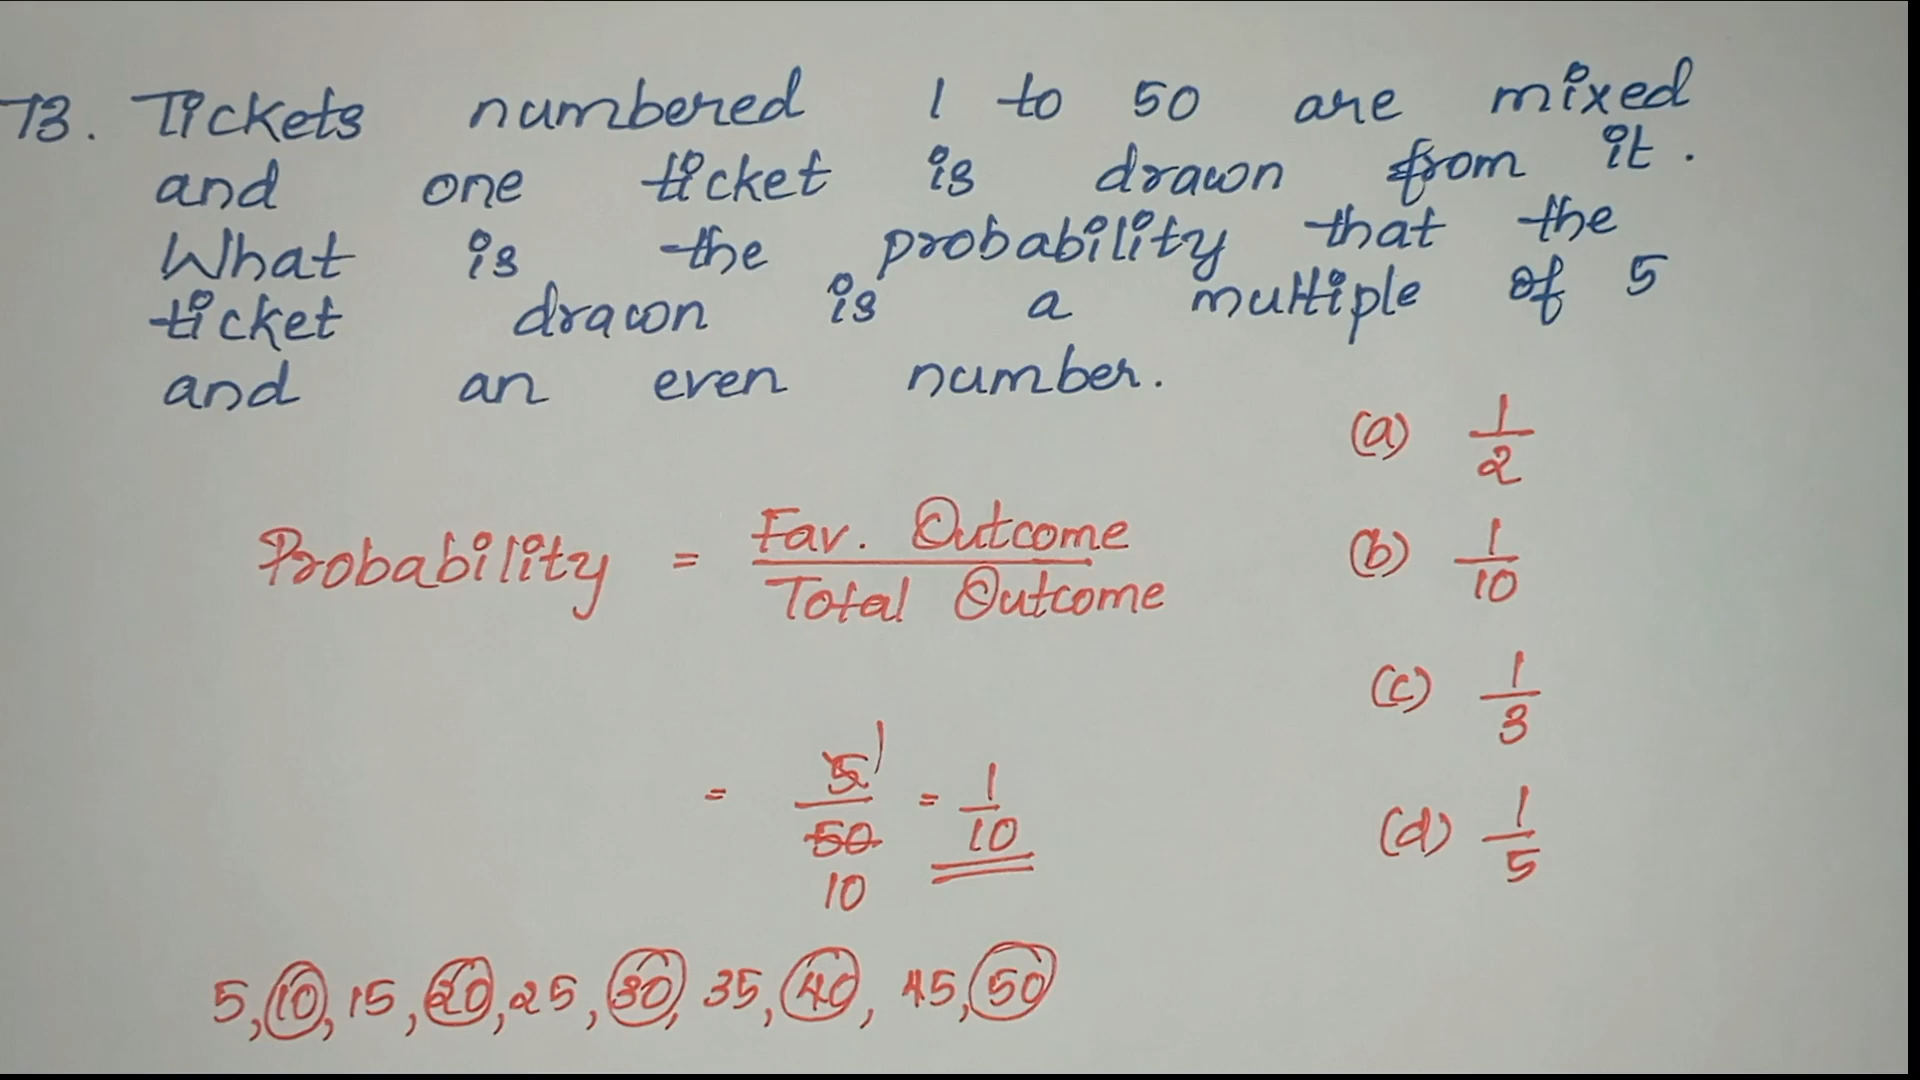 73. Tickets numbered 1 to 50 are mixed
and one ticket is drawn from it.
What is the probability that the
ticket drawn is a multiple of 5
and an even number.
(a) 1/2
(b) 1/10
(c) 1/3
(d) 1/5
Probability = Fav. Outcome / Total Outcome
= 5/50 = 1/10
1
10
5, 10, 15, 20, 25, 30, 35, 40, 45, 50